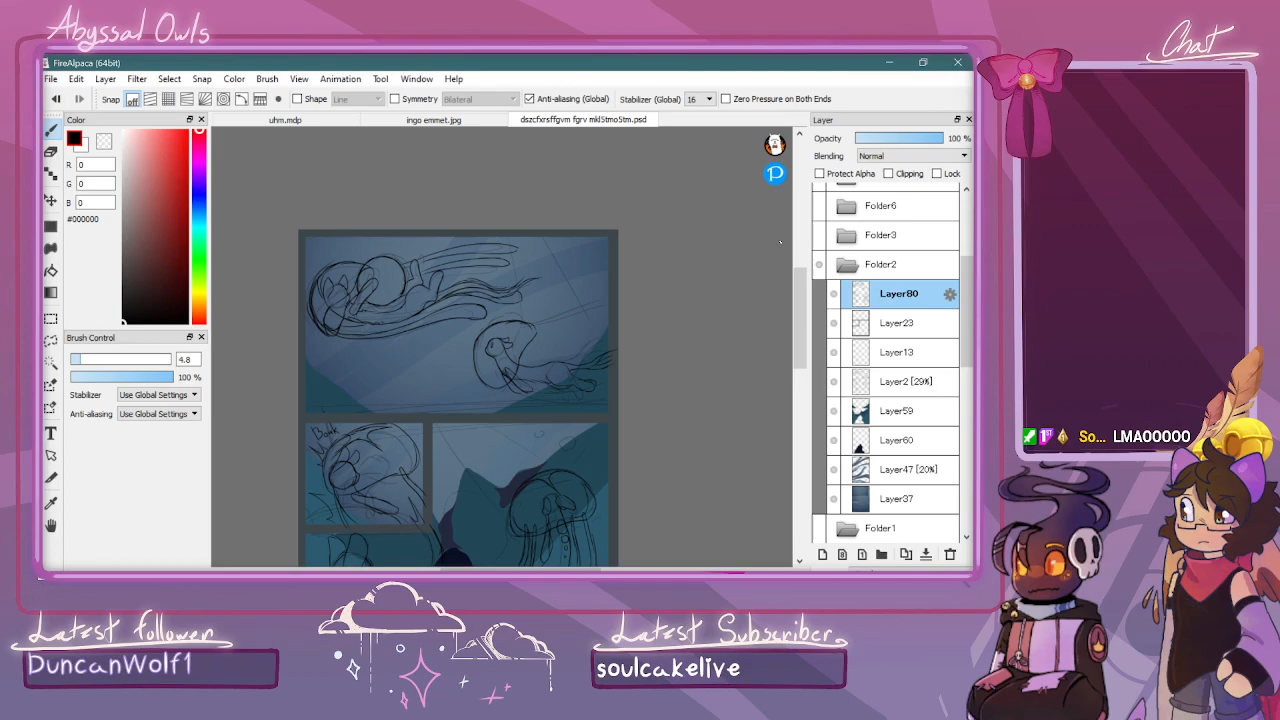 Abyssal Owls
Chat
FireAlpaca (64bit)
File Edit Layer Filter Select Snap Color Brush View Animation Tool Window Help
Snap off Shape Line Symmetry Bilateral Anti-aliasing (Global) Stabilizer (Global) 16 Zero Pressure on Both Ends
Color
uhm.mdp
ingo emmet.jpg
dszcfxrsffgvm fgrv mkl5tmo5tm.psd
R 0
G 0
B 0
#000000
Brush Control
4.8
100 %
Stabilizer Use Global Settings
Anti-aliasing Use Global Settings
T
Bonk
Layer
Opacity 100 %
Blending Normal
Protect Alpha Clipping Lock
Folder6
Folder3
Folder2
Layer80
Layer23
Layer13
Layer2 [29%]
Layer59
Layer60
Layer47 [20%]
Layer37
Folder1
So... LMAOOOOO
Latest follower
DuncanWolf1
Latest Subscriber
soulcakelive